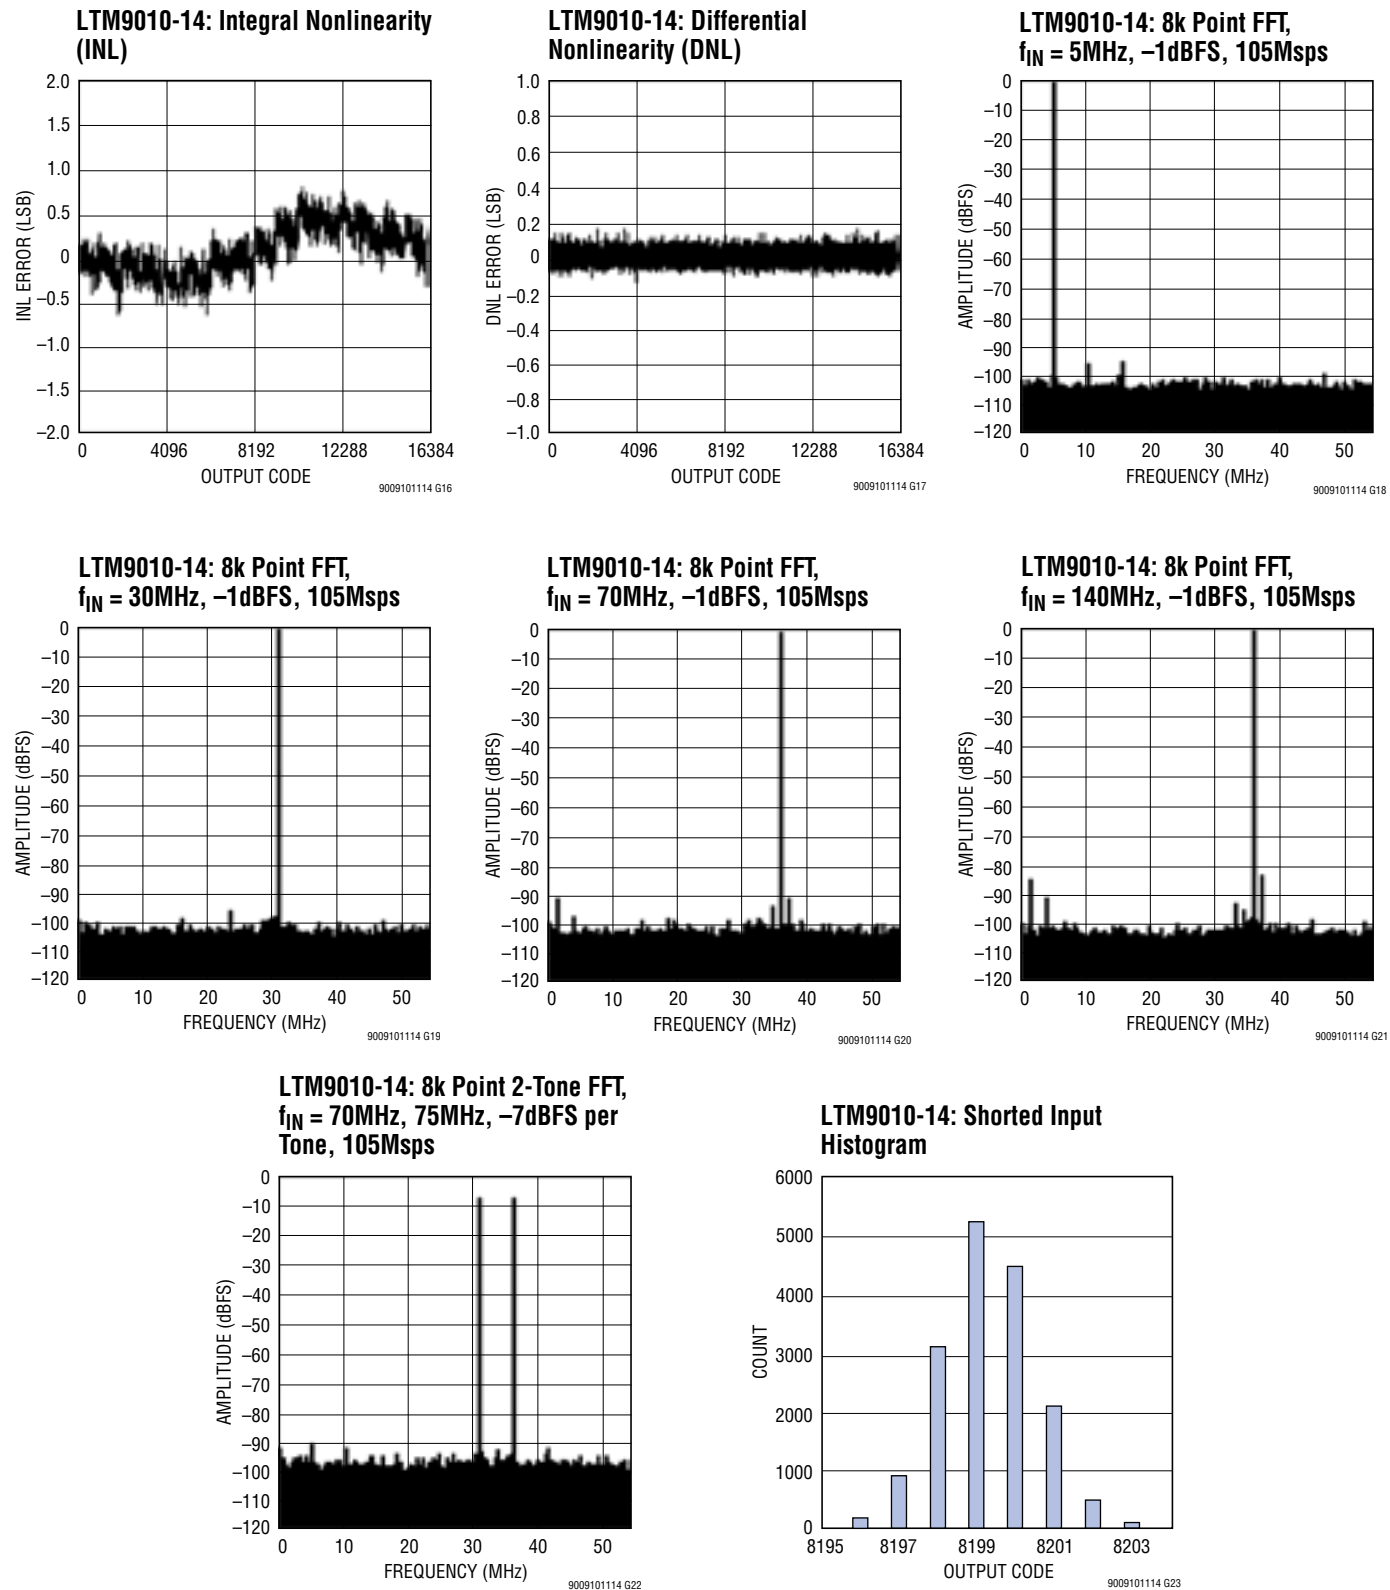 LTM9010-14: Integral Nonlinearity
(INL)
2.0
1.5
1.0
0.5
0
–0.5
–1.0
–1.5
–2.0
INL ERROR (LSB)
0 4096 8192 12288 16384
OUTPUT CODE
9009101114 G16
LTM9010-14: Differential
Nonlinearity (DNL)
1.0
0.8
0.6
0.4
0.2
0
–0.2
–0.4
–0.6
–0.8
–1.0
DNL ERROR (LSB)
0 4096 8192 12288 16384
OUTPUT CODE
9009101114 G17
LTM9010-14: 8k Point FFT,
fIN = 5MHz, –1dBFS, 105Msps
0
–10
–20
–30
–40
–50
–60
–70
–80
–90
–100
–110
–120
AMPLITUDE (dBFS)
0 10 20 30 40 50
FREQUENCY (MHz)
9009101114 G18
LTM9010-14: 8k Point FFT,
fIN = 30MHz, –1dBFS, 105Msps
0
–10
–20
–30
–40
–50
–60
–70
–80
–90
–100
–110
–120
AMPLITUDE (dBFS)
0 10 20 30 40 50
FREQUENCY (MHz)
9009101114 G19
LTM9010-14: 8k Point FFT,
fIN = 70MHz, –1dBFS, 105Msps
0
–10
–20
–30
–40
–50
–60
–70
–80
–90
–100
–110
–120
AMPLITUDE (dBFS)
0 10 20 30 40 50
FREQUENCY (MHz)
9009101114 G20
LTM9010-14: 8k Point FFT,
fIN = 140MHz, –1dBFS, 105Msps
0
–10
–20
–30
–40
–50
–60
–70
–80
–90
–100
–110
–120
AMPLITUDE (dBFS)
0 10 20 30 40 50
FREQUENCY (MHz)
9009101114 G21
LTM9010-14: 8k Point 2-Tone FFT,
fIN = 70MHz, 75MHz, –7dBFS per
Tone, 105Msps
0
–10
–20
–30
–40
–50
–60
–70
–80
–90
–100
–110
–120
AMPLITUDE (dBFS)
0 10 20 30 40 50
FREQUENCY (MHz)
9009101114 G22
LTM9010-14: Shorted Input
Histogram
6000
5000
4000
3000
2000
1000
0
COUNT
8195 8197 8199 8201 8203
OUTPUT CODE
9009101114 G23